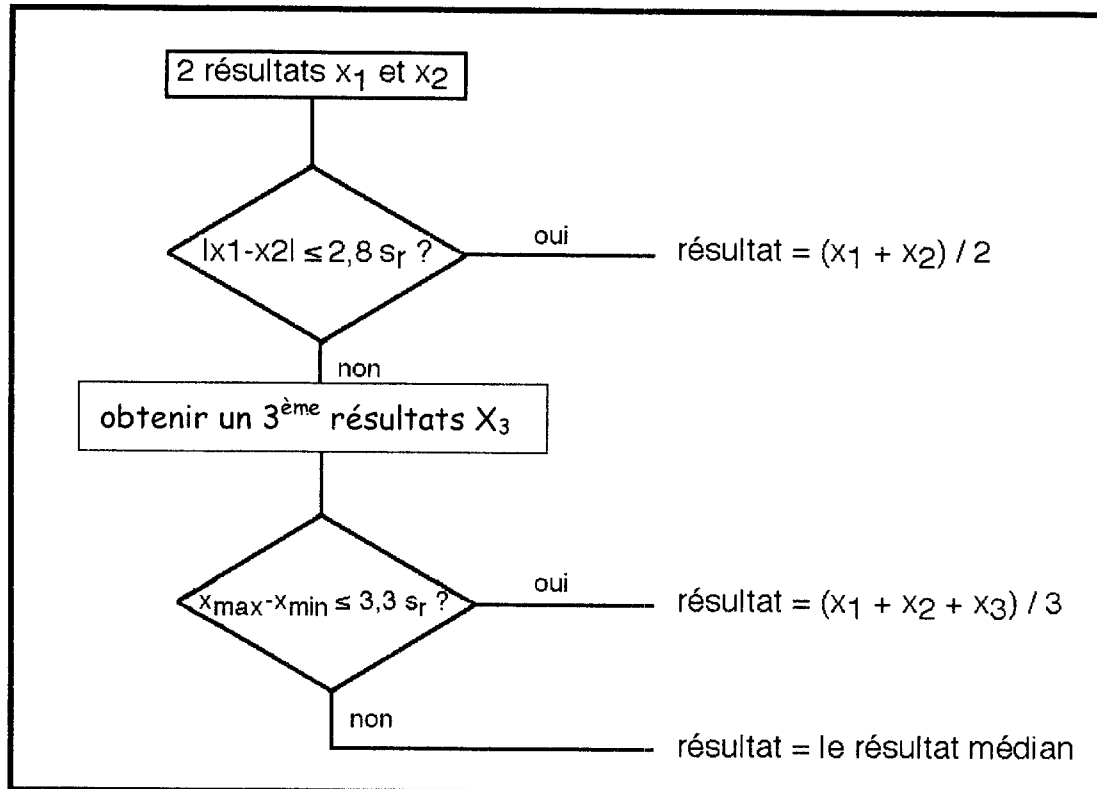 2 résultats x₁ et x₂
|x1-x2| ≤ 2,8 sᵣ ?
oui
résultat = (x₁ + x₂) / 2
non
obtenir un 3ème résultats X₃
xmax-xmin ≤ 3,3 sᵣ ?
oui
résultat = (x₁ + x₂ + x₃) / 3
non
résultat = le résultat médian